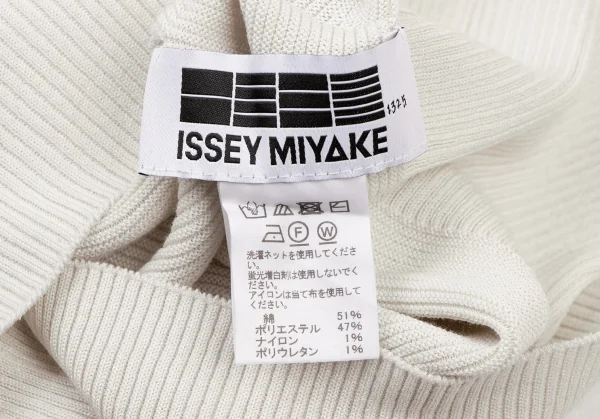 1325
ISSEY MIYAKE
F W
洗濯ネットを使用してくださ
い。
蛍光増白剤は使用しないでく
ださい。
アイコンは当て布を使用して
ください。
綿 51%
ポリエステル 47%
ナイロン 1%
ポリウレタン 1%